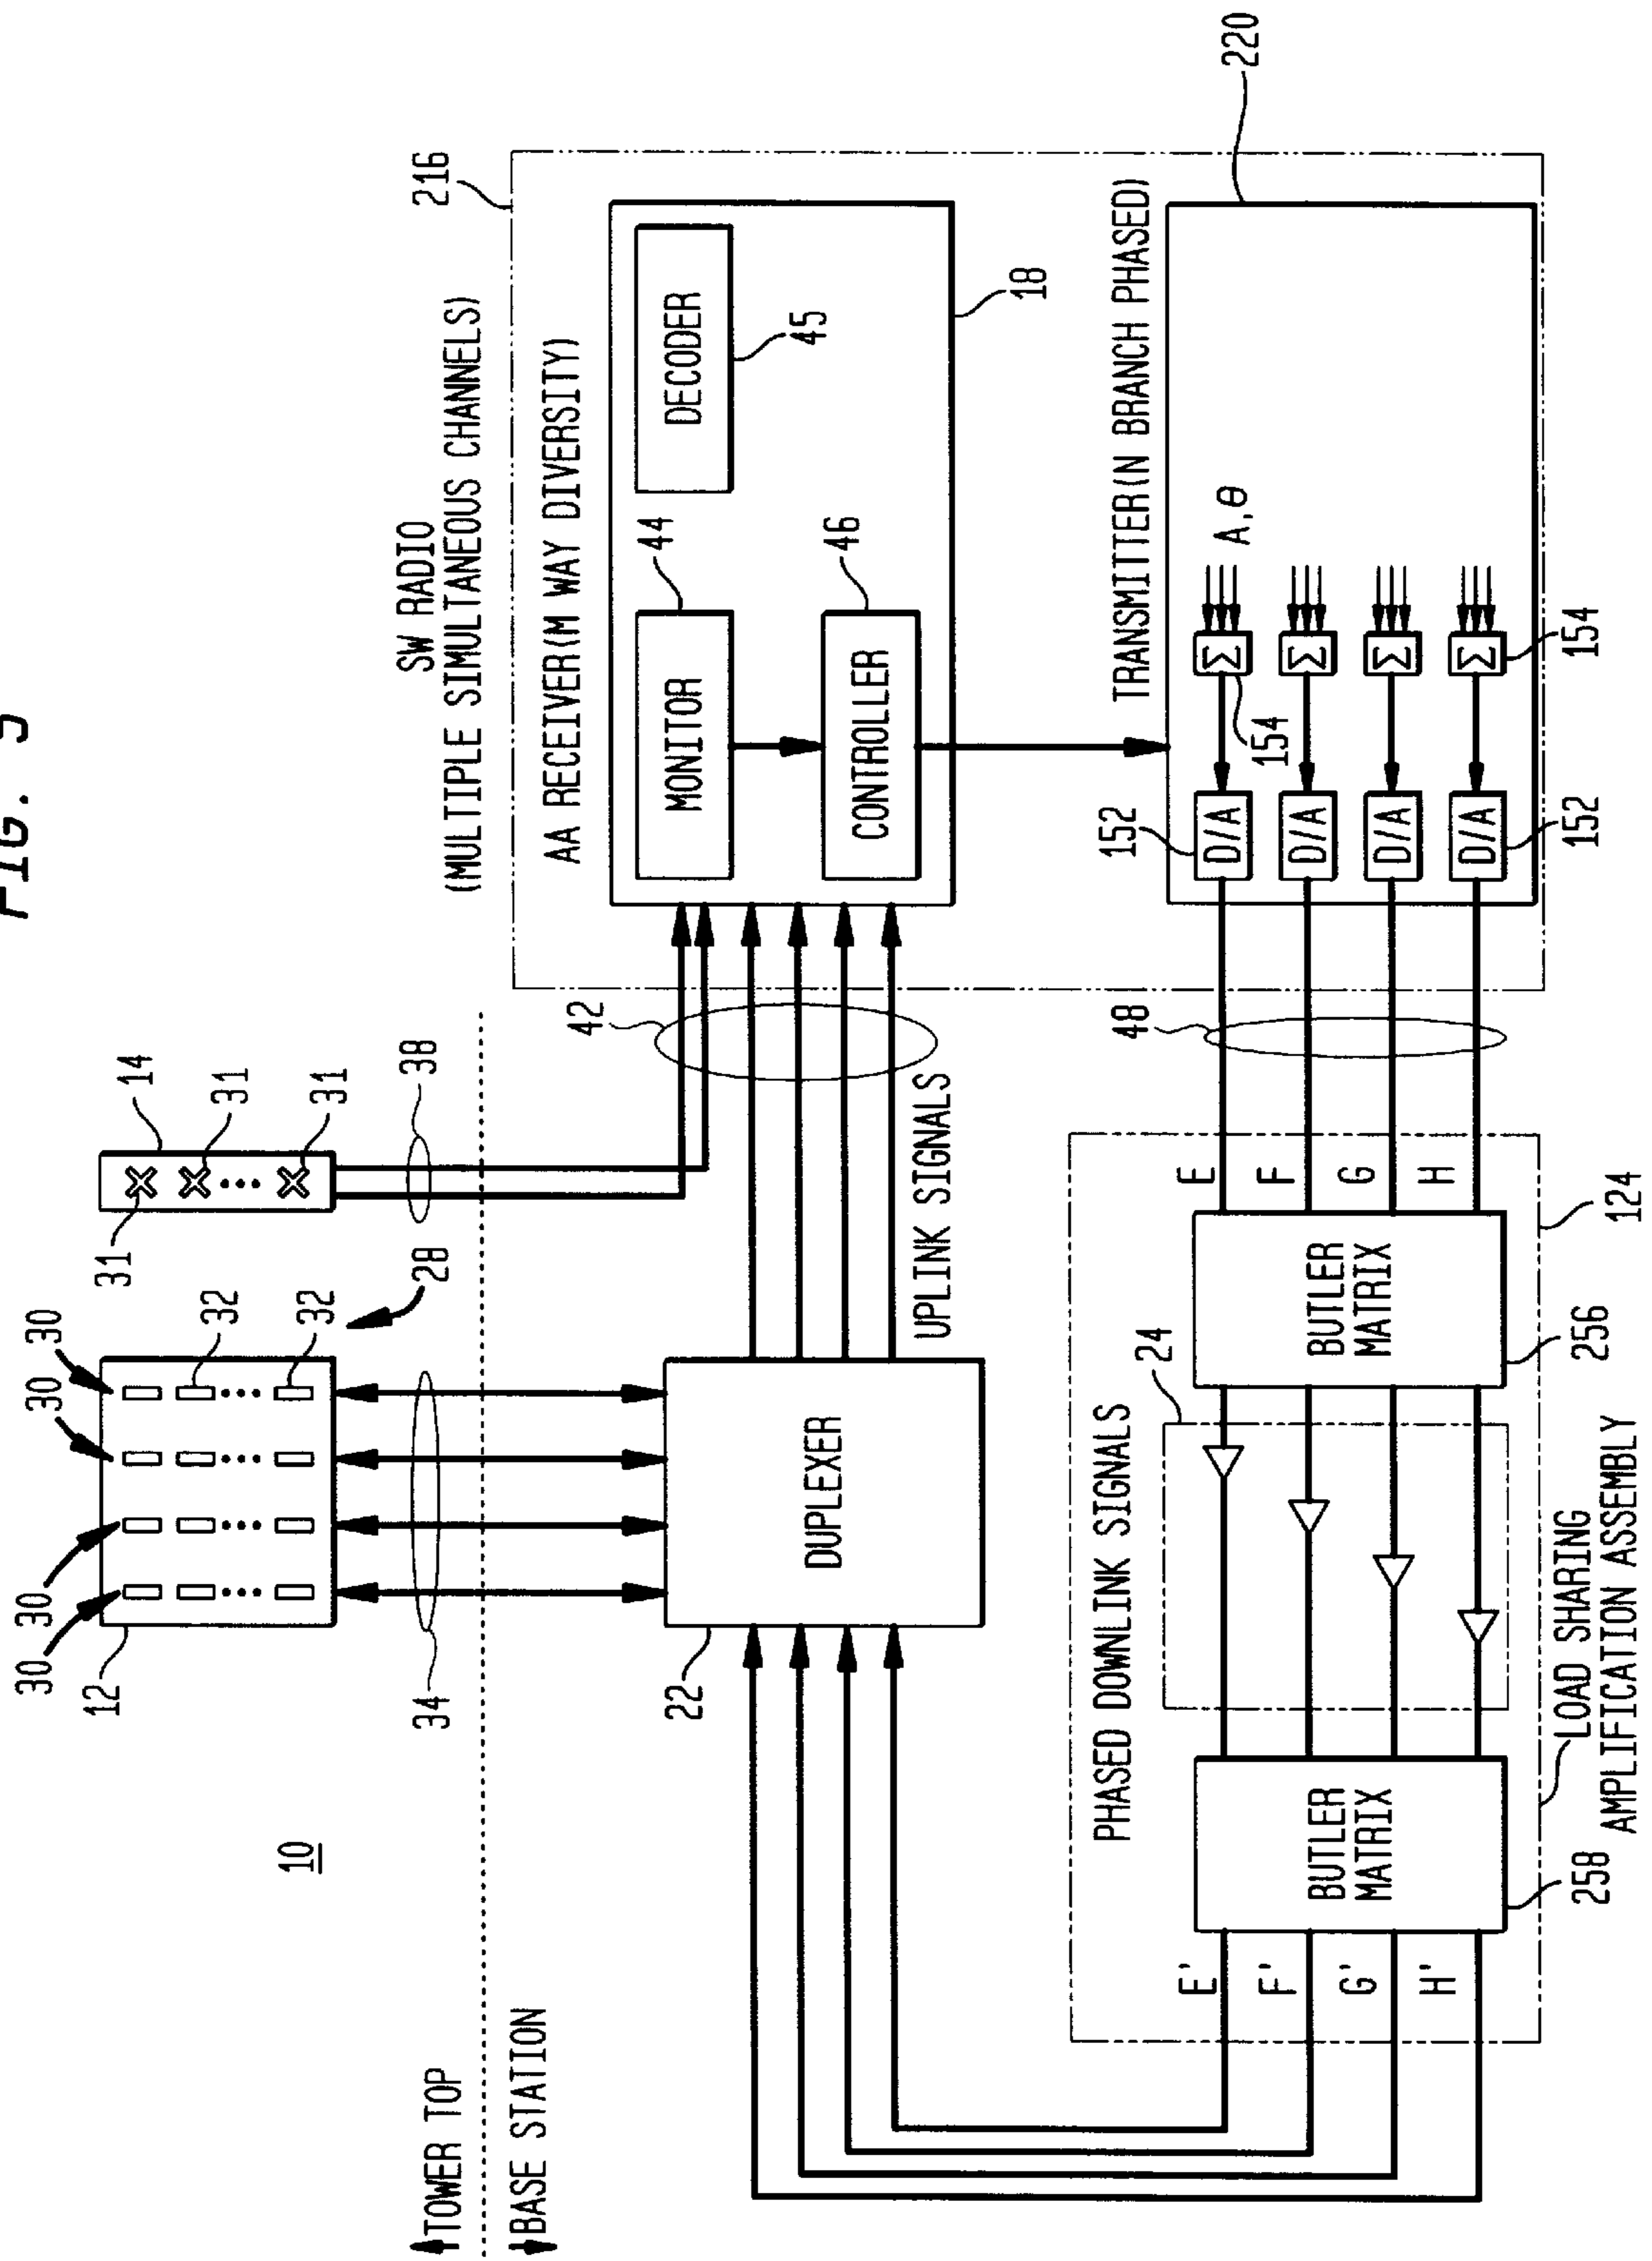 FIG.
10
TOWER TOP
BASE STATION
30
30
30
30
12
32
32
28
34
14
31
31
31
38
SW RADIO
(MULTIPLE SIMULTANEOUS CHANNELS)
216
AA RECEIVER(M WAY DIVERSITY)
42
MONITOR
44
DECODER
45
CONTROLLER
46
18
22
DUPLEXER
UPLINK SIGNALS
PHASED DOWNLINK SIGNALS
TRANSMITTER(N BRANCH PHASED)
220
24
48
152
E'
F'
G'
H'
BUTLER
MATRIX
258
BUTLER
MATRIX
256
E
F
G
H
124
D/A
D/A
D/A
D/A
152
Σ
Σ
Σ
Σ
154
154
A,θ
LOAD SHARING
AMPLIFICATION ASSEMBLY